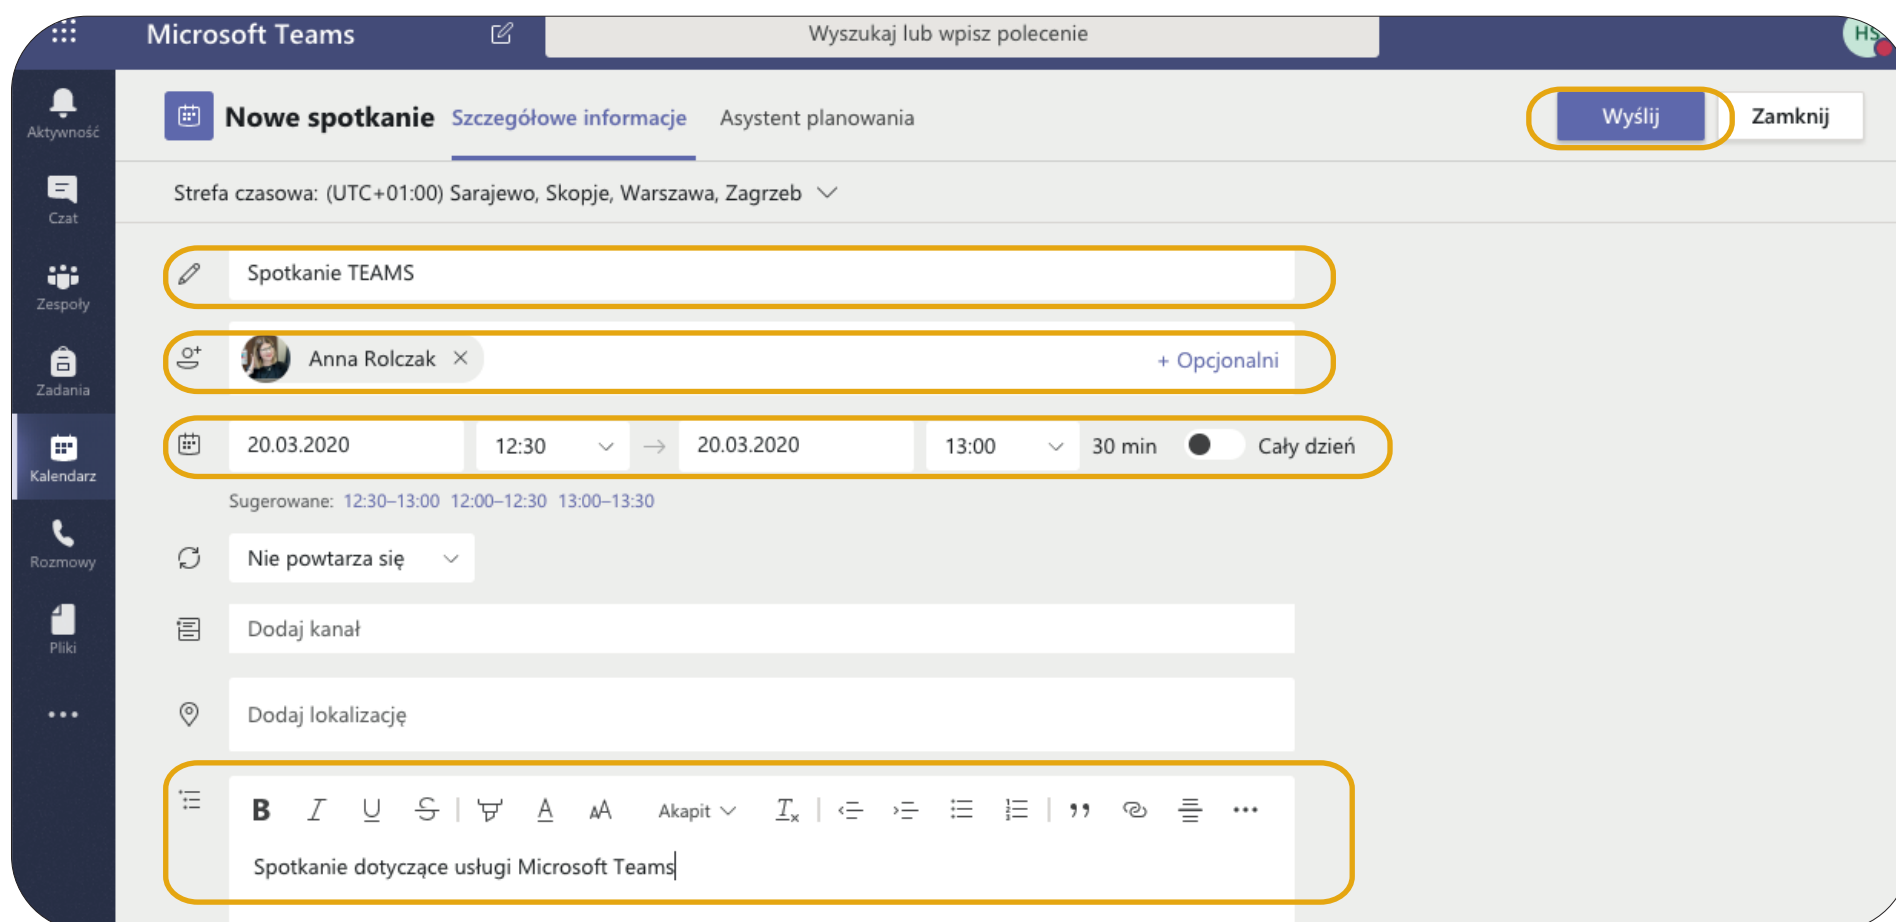 Microsoft Teams
Wyszukaj lub wpisz polecenie
HS
Aktywność
Czat
Zespoły
Zadania
Kalendarz
Rozmowy
Pliki
Nowe spotkanie Szczegółowe informacje Asystent planowania Wyślij Zamknij
Strefa czasowa: (UTC+01:00) Sarajewo, Skopje, Warszawa, Zagrzeb
Spotkanie TEAMS
Anna Rolczak × + Opcjonalni
20.03.2020 12:30 → 20.03.2020 13:00 30 min Cały dzień
Sugerowane: 12:30–13:00 12:00–12:30 13:00–13:30
Nie powtarza się
Dodaj kanał
Dodaj lokalizację
B I U S A AA Akapit Tx
Spotkanie dotyczące usługi Microsoft Teams